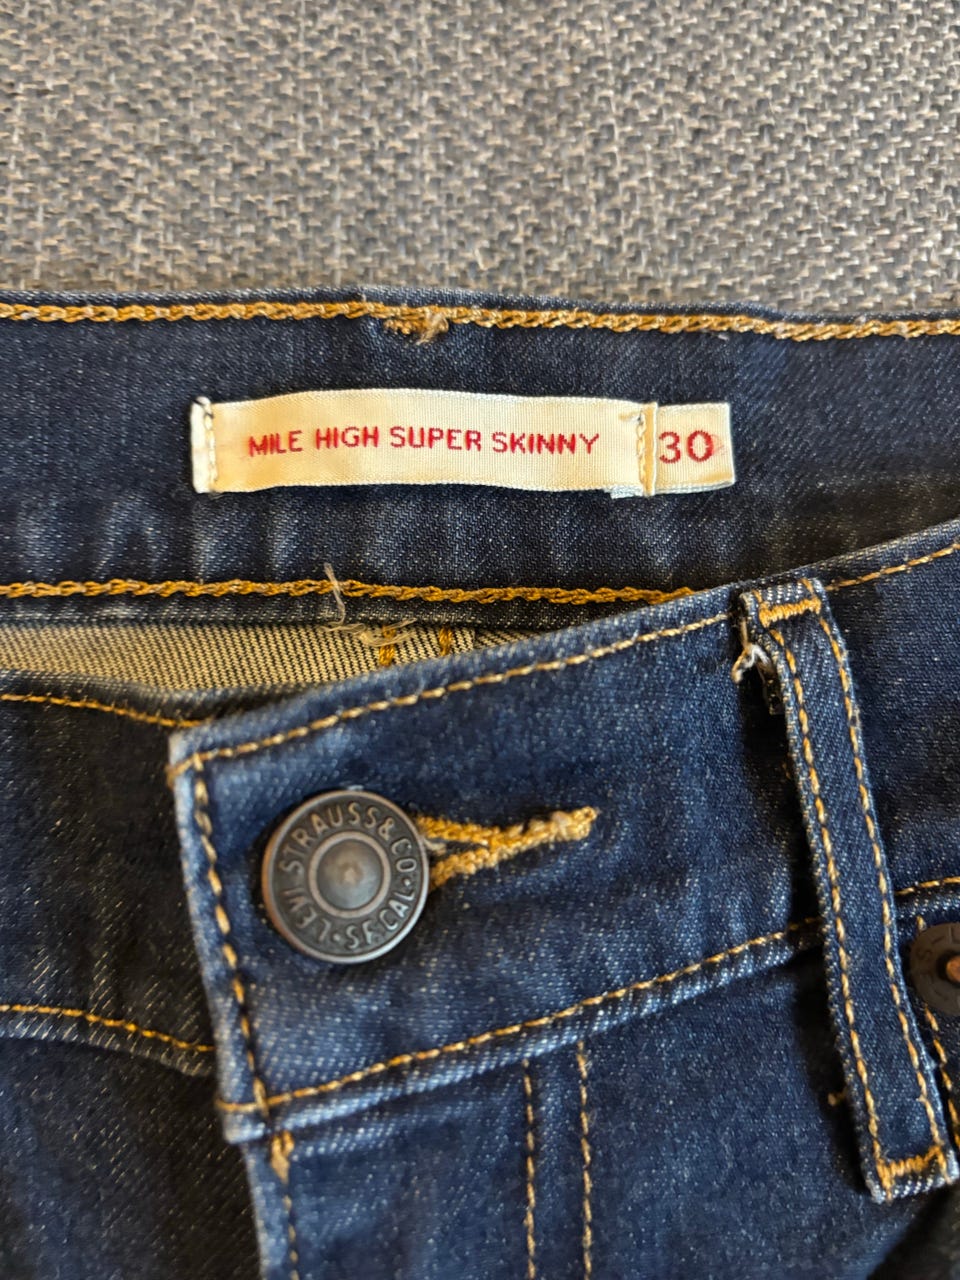 MILE HIGH SUPER SKINNY
30
LEVI STRAUSS & CO. S.F. CAL.